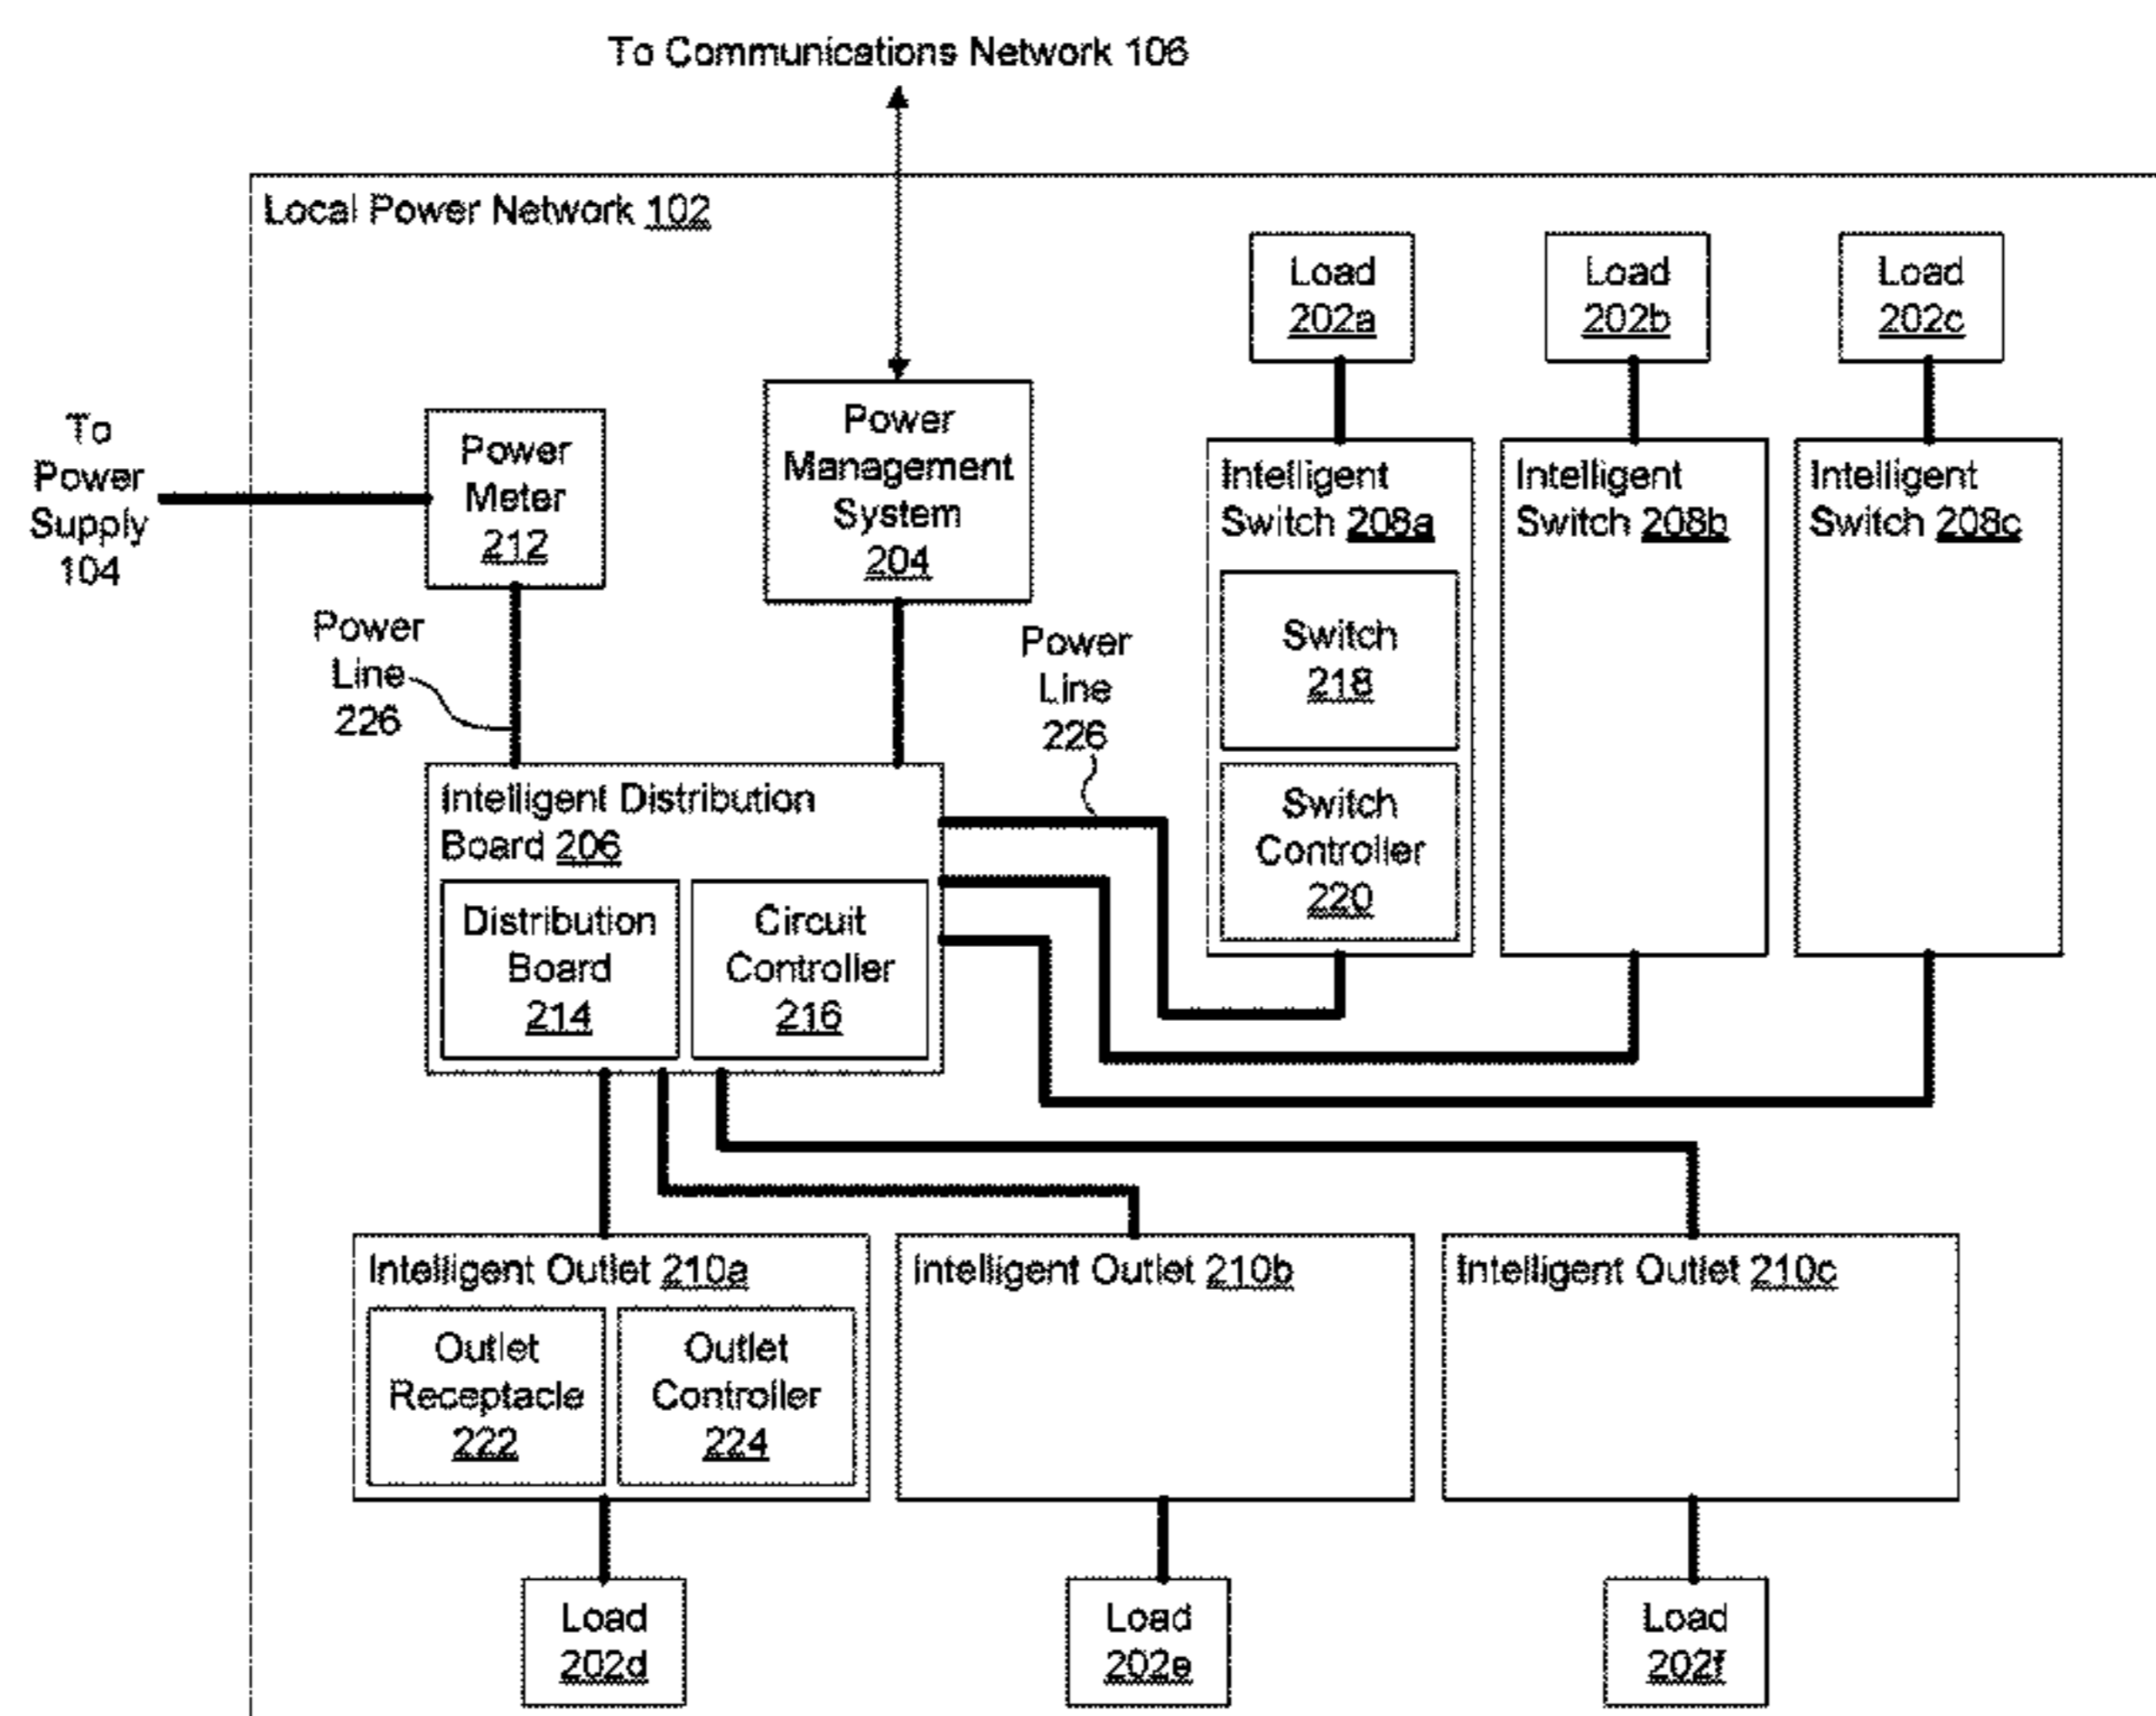 To Communications Network 106
Local Power Network 102
Load
202a
Load
202b
Load
202c
To
Power
Supply
104
Power
Meter
212
Power
Management
System
204
Intelligent
Switch 208a
Intelligent
Switch 208b
Intelligent
Switch 208c
Switch
218
Switch
Controller
220
Power
Line
226
Power
Line
226
Intelligent Distribution
Board 206
Distribution
Board
214
Circuit
Controller
216
Intelligent Outlet 210a
Outlet
Receptacle
222
Outlet
Controller
224
Intelligent Outlet 210b
Intelligent Outlet 210c
Load
202d
Load
202e
Load
202f